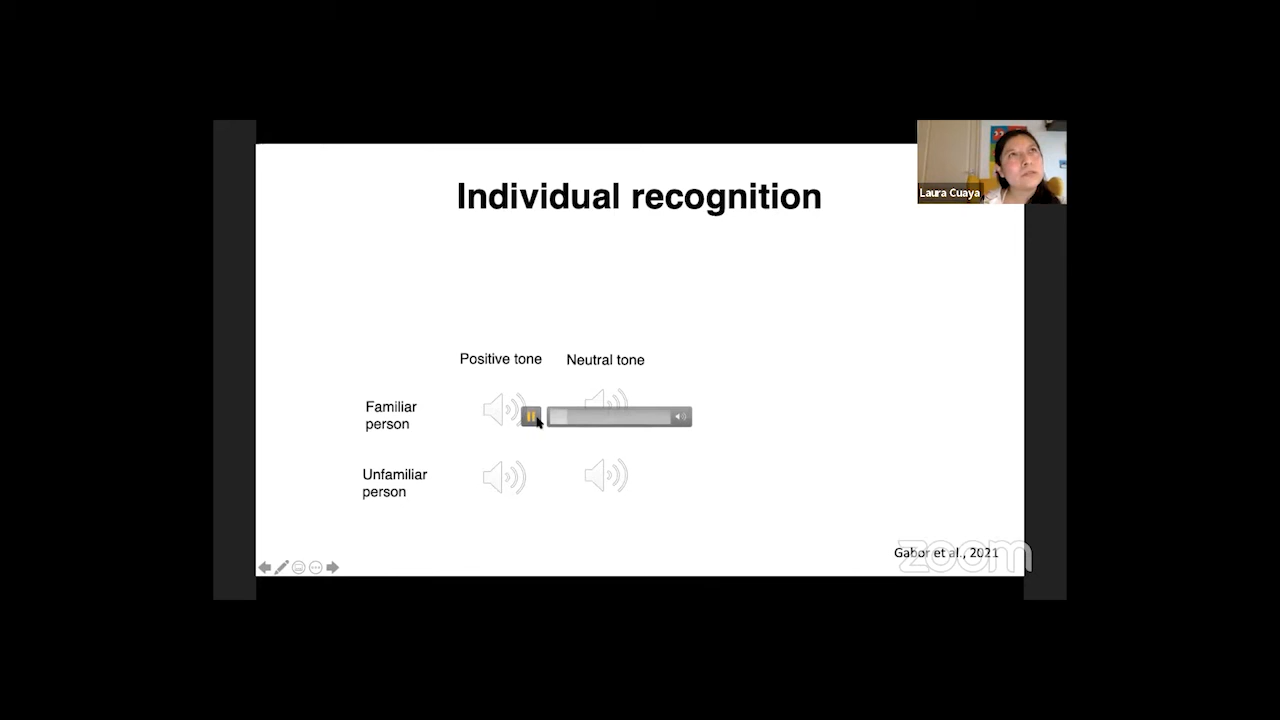 Individual recognition
Laura Cuaya
Positive tone
Neutral tone
Familiar
person
Unfamiliar
person
Gabor et al., 2021
zoom